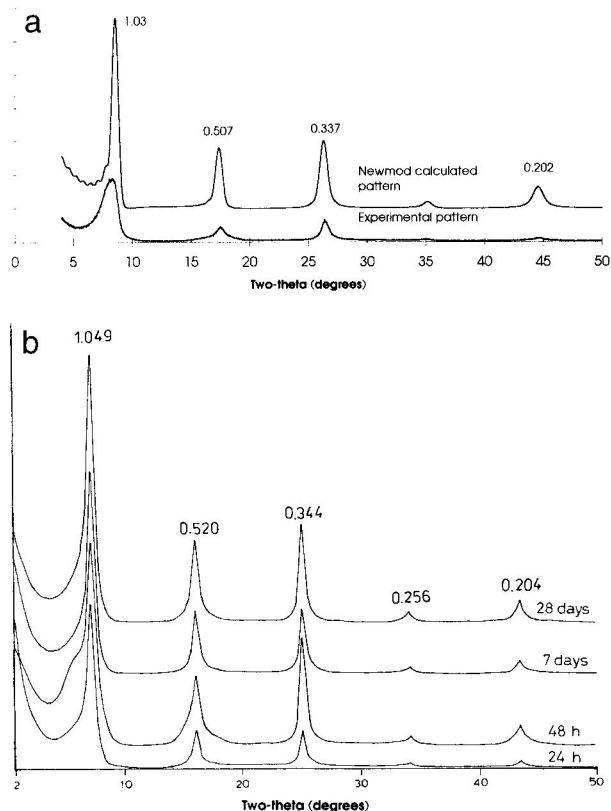 a
1.03
0.507
0.337
0.202
Newmod calculated
pattern
Experimental pattern
0 5 10 15 20 25 30 35 40 45 50
Two-theta (degrees)
b
1.049
0.520
0.344
0.256
0.204
28 days
7 days
48 h
24 h
2 10 20 30 40 50
Two-theta (degrees)